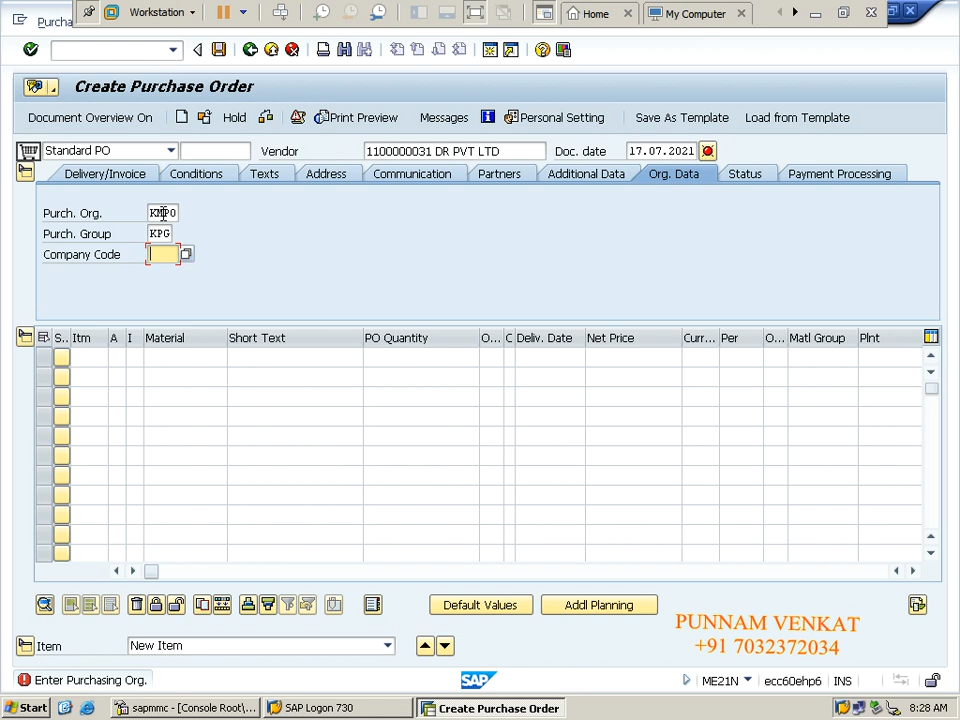 Purcha
Workstation
Home
My Computer
Create Purchase Order
Document Overview On
Hold
Print Preview
Messages
Personal Setting
Save As Template
Load from Template
Standard PO
Vendor
1100000031 DR PVT LTD
Doc. date
17.07.2021
Delivery/Invoice
Conditions
Texts
Address
Communication
Partners
Additional Data
Org. Data
Status
Payment Processing
Purch. Org.
KMPO
Purch. Group
KPG
Company Code
S.. Itm A I Material Short Text PO Quantity O... C Deliv. Date Net Price Curr... Per O... Matl Group Plnt
Default Values
Addl Planning
PUNNAM VENKAT
+91 7032372034
Item
New Item
Enter Purchasing Org.
SAP
ME21N
ecc60ehp6
INS
Start
sapmmc - [Console Root\...
SAP Logon 730
Create Purchase Order
8:28 AM